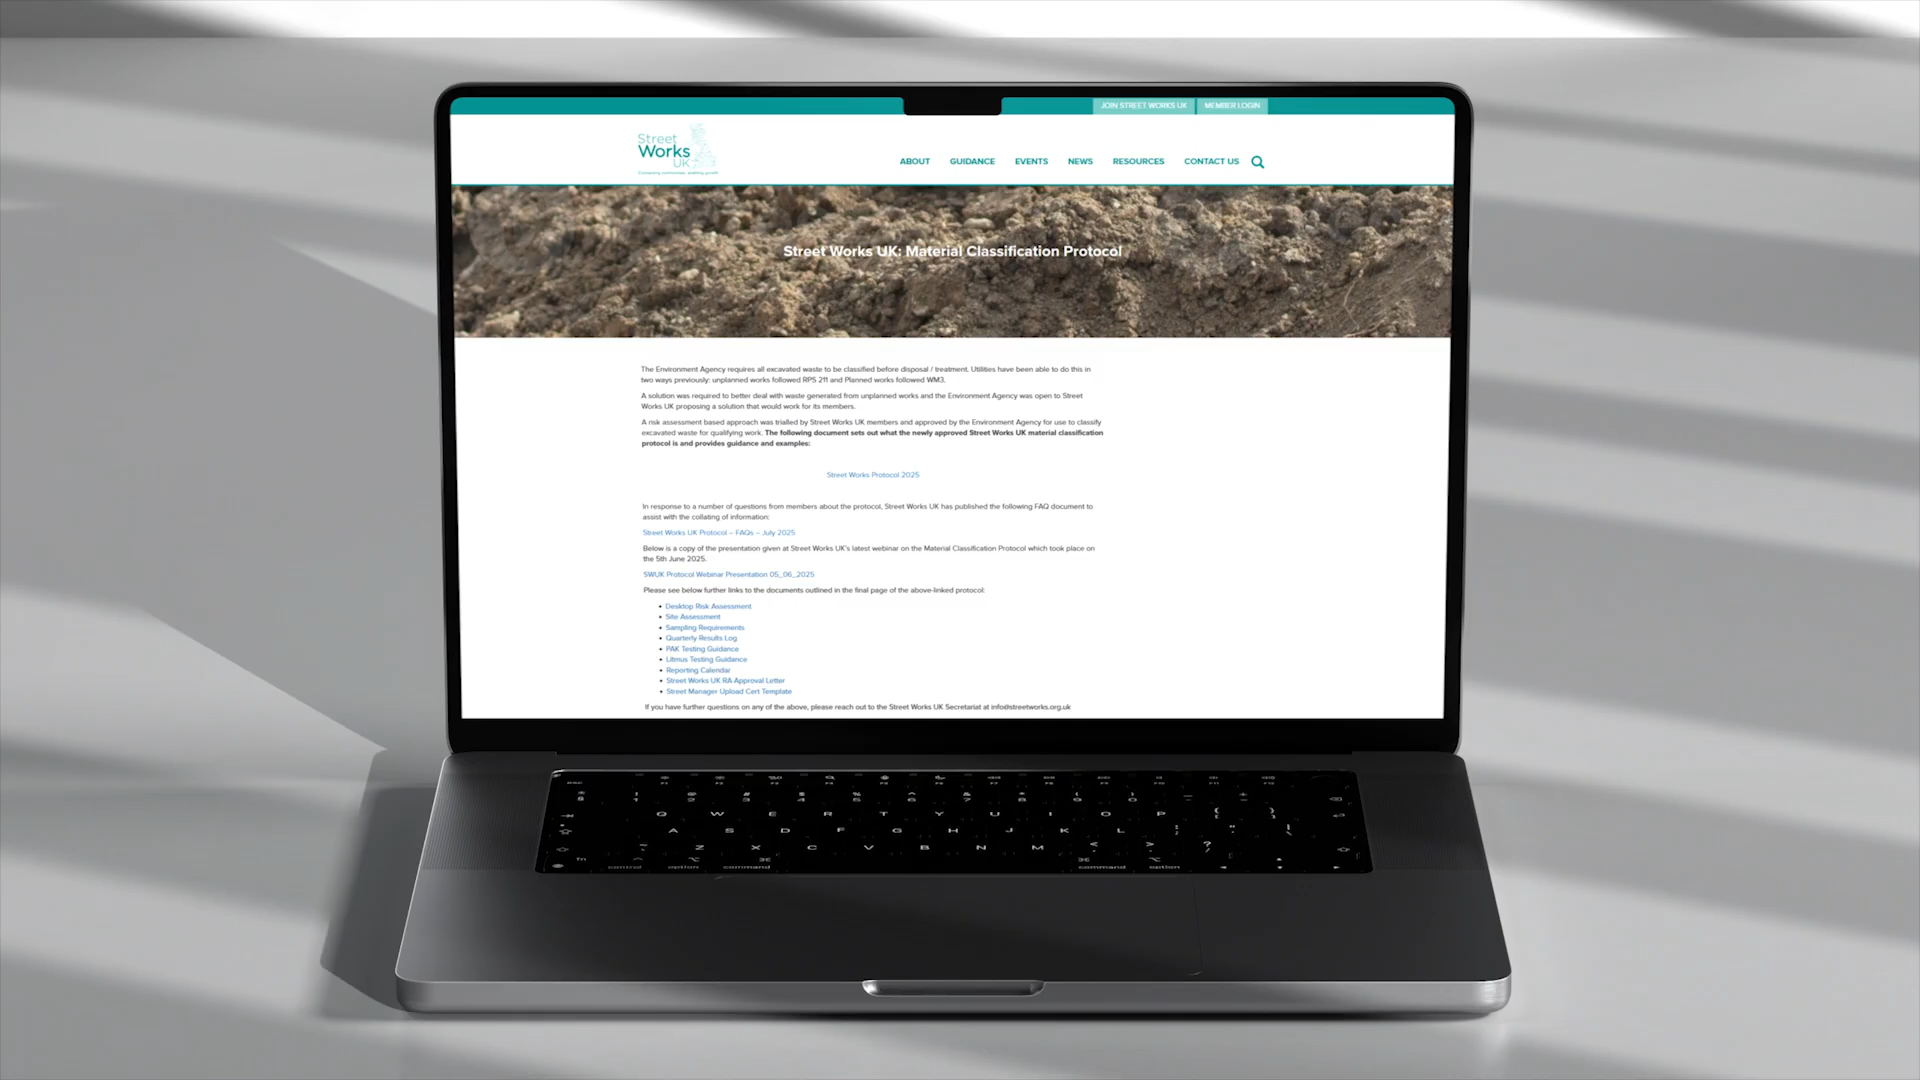 JOIN STREET WORKS UK MEMBER LOGIN
Street
Works
UK
Connecting communities, enabling growth
ABOUT GUIDANCE EVENTS NEWS RESOURCES CONTACT US
Street Works UK: Material Classification Protocol
The Environment Agency requires all excavated waste to be classified before disposal / treatment. Utilities have been able to do this in
two ways previously: unplanned works followed RPS 211 and Planned works followed WM3.
A solution was required to better deal with waste generated from unplanned works and the Environment Agency was open to Street
Works UK proposing a solution that would work for its members.
A risk assessment based approach was trialled by Street Works UK members and approved by the Environment Agency for use to classify
excavated waste for qualifying work. The following document sets out what the newly approved Street Works UK material classification
protocol is and provides guidance and examples:
Street Works Protocol 2025
In response to a number of questions from members about the protocol, Street Works UK has published the following FAQ document to
assist with the collating of information:
Street Works UK Protocol – FAQs – July 2025
Below is a copy of the presentation given at Street Works UK's latest webinar on the Material Classification Protocol which took place on
the 5th June 2025.
SWUK Protocol Webinar Presentation 05_06_2025
Please see below further links to the documents outlined in the final page of the above-linked protocol:
• Desktop Risk Assessment
• Site Assessment
• Sampling Requirements
• Quarterly Results Log
• PAK Testing Guidance
• Litmus Testing Guidance
• Reporting Calendar
• Street Works UK RA Approval Letter
• Street Manager Upload Cert Template
If you have further questions on any of the above, please reach out to the Street Works UK Secretariat at info@streetworks.org.uk
Q W E R T Y U I O P
A S D F G H J K L
Z X C V B N M
fn control option command command option